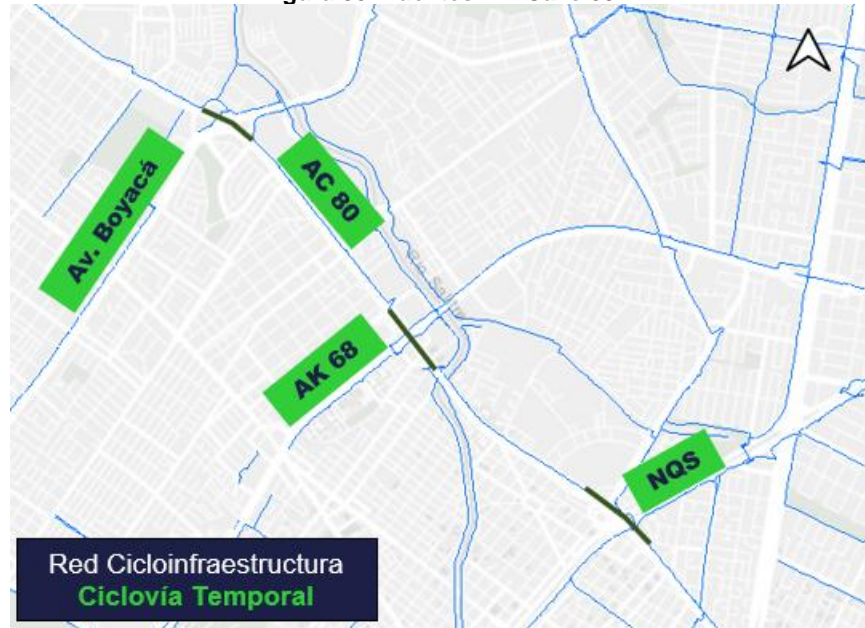 Av. Boyacá
AC 80
AK 68
NQS
Red Cicloinfraestructura
Ciclovía Temporal